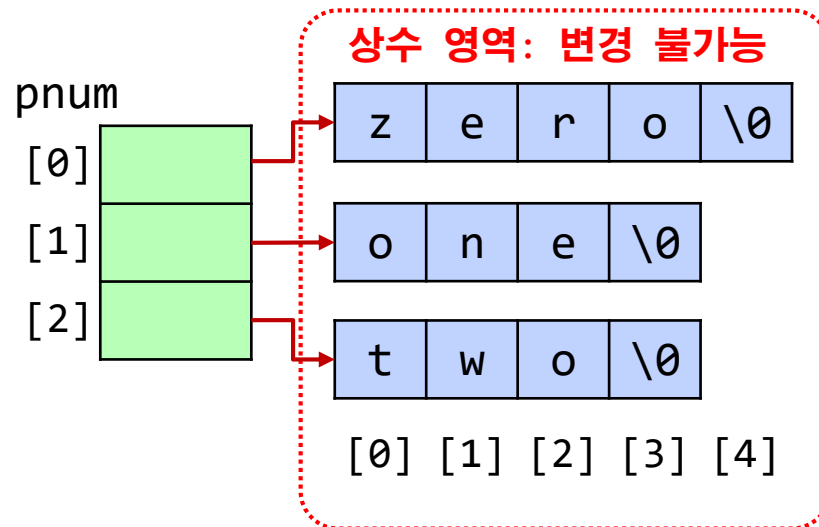 상수 영역: 변경 불가능
pnum
[0] z e r o \0
[1] o n e \0
[2] t w o \0
[0] [1] [2] [3] [4]